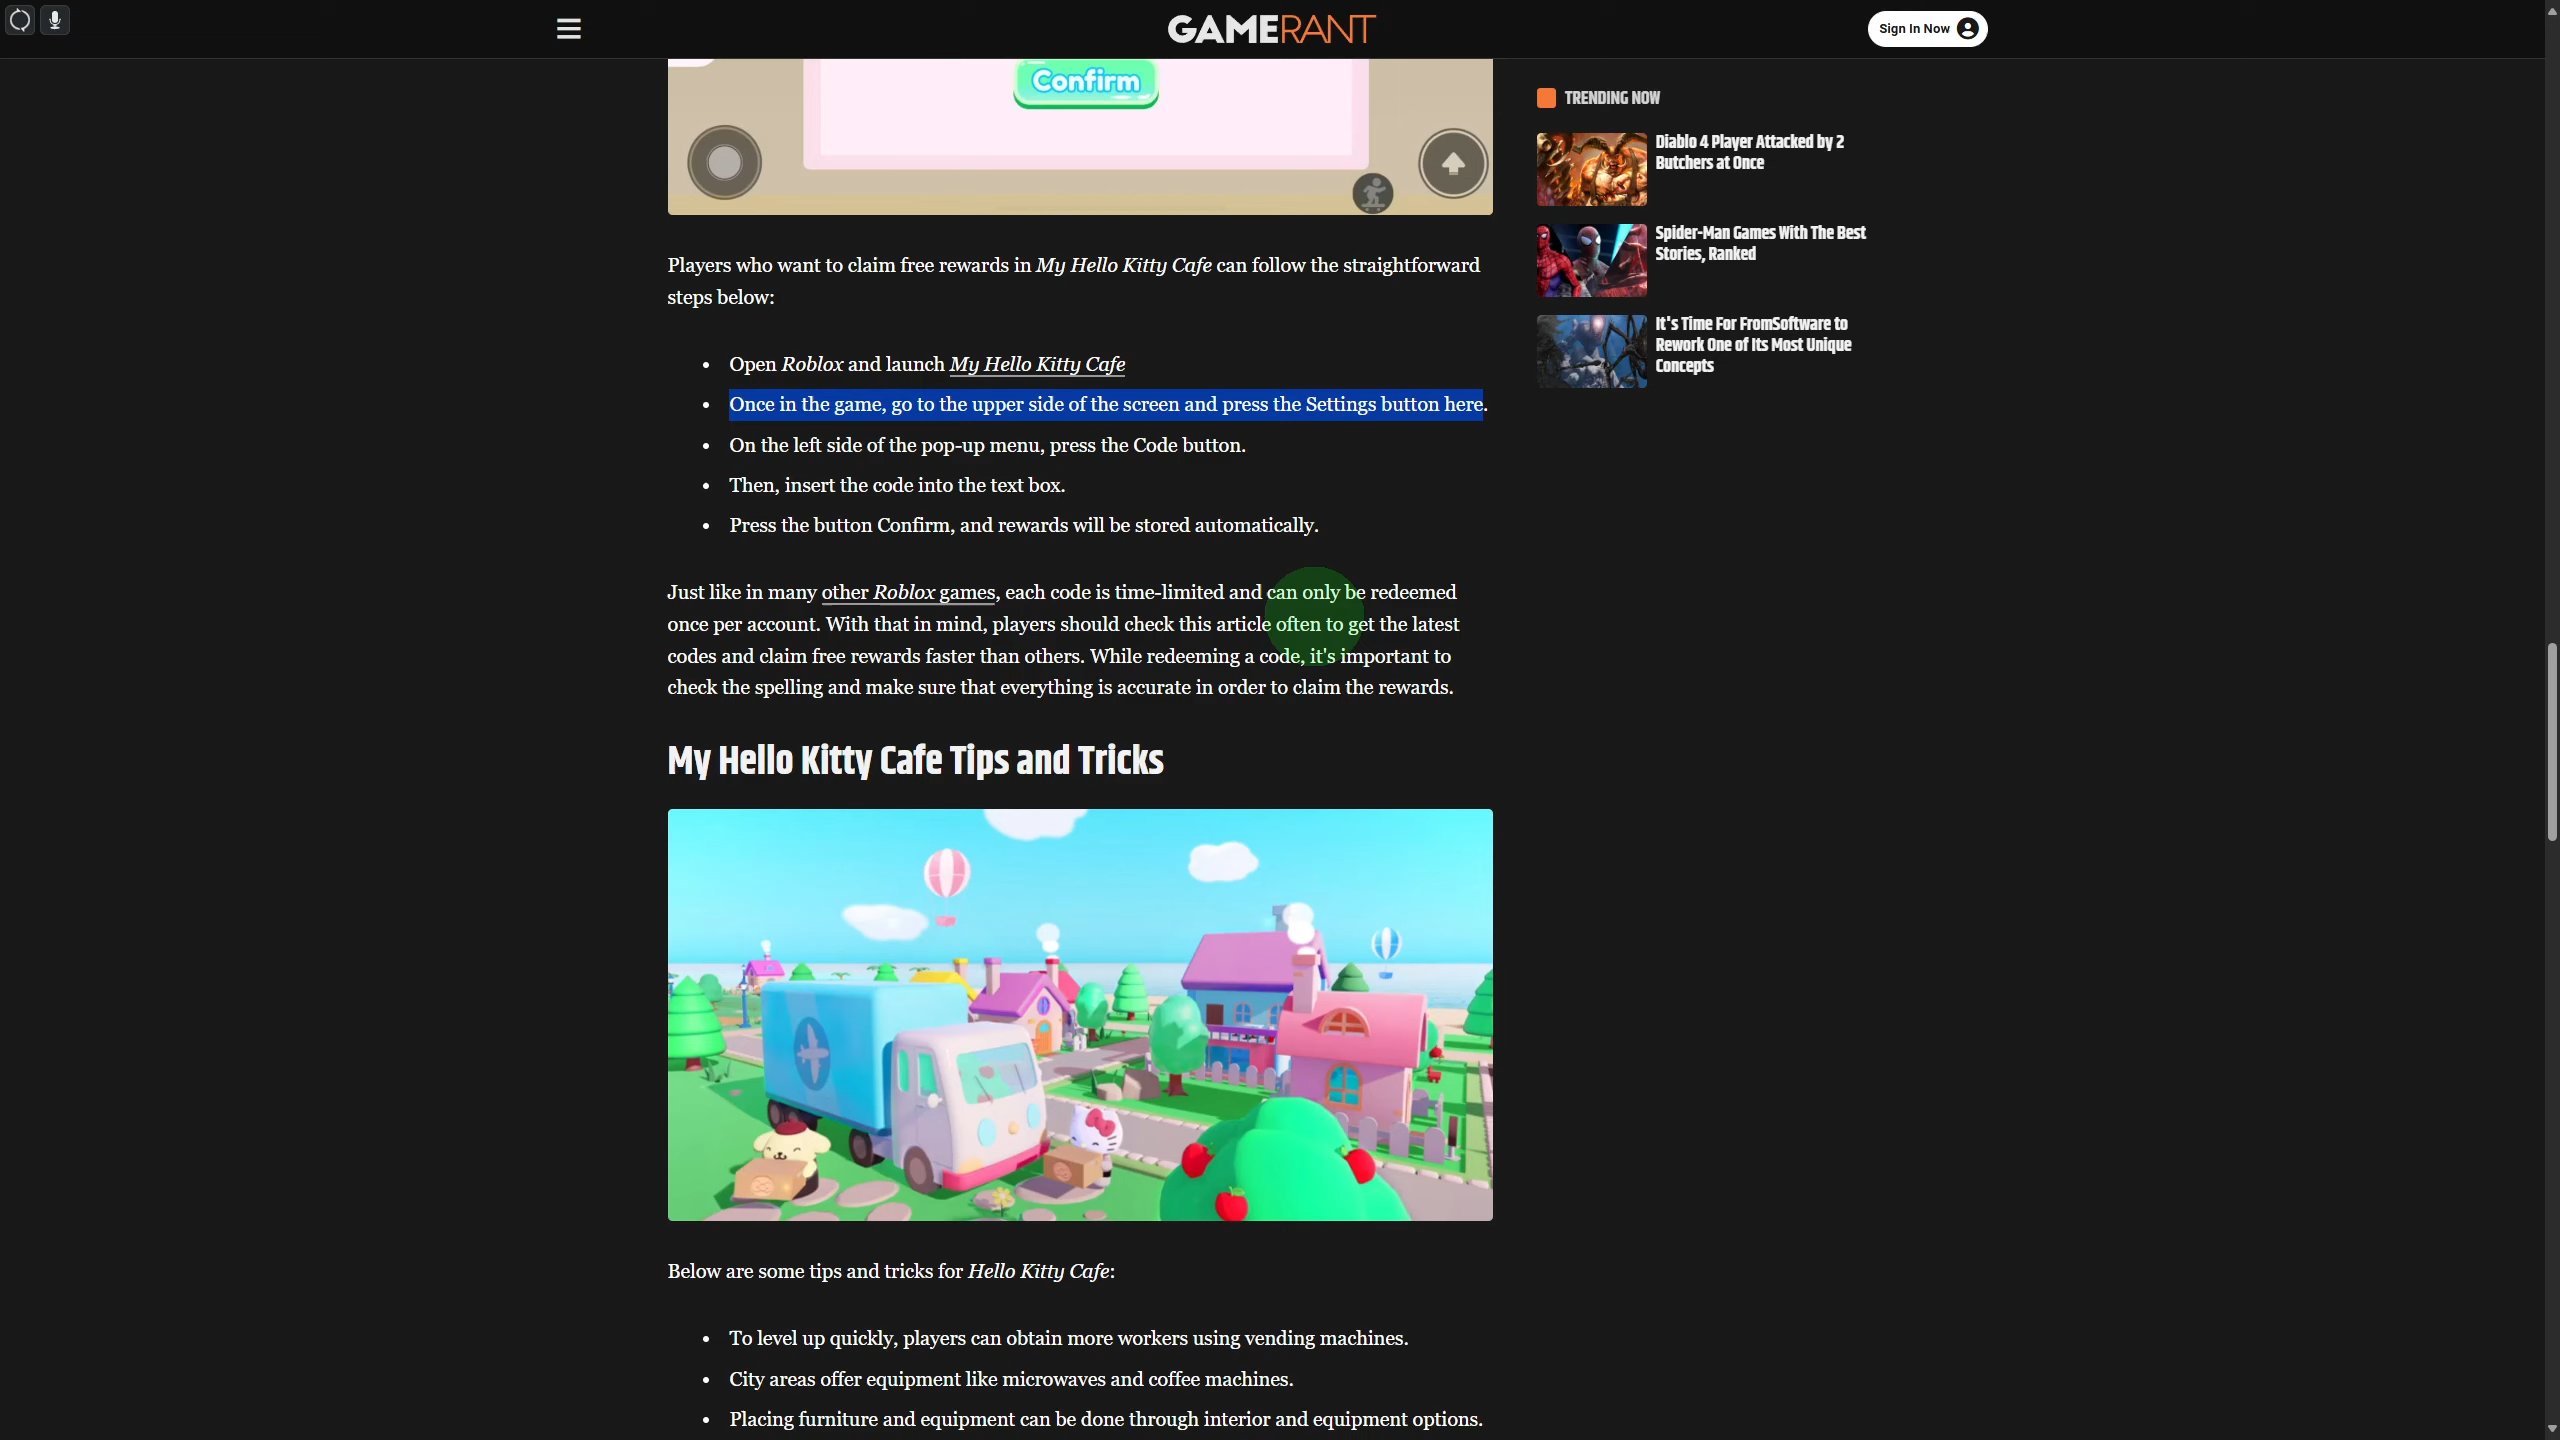 GAMERANT
Sign In Now
Confirm
Players who want to claim free rewards in My Hello Kitty Cafe can follow the straightforward
steps below:
• Open Roblox and launch My Hello Kitty Cafe
• Once in the game, go to the upper side of the screen and press the Settings button here.
• On the left side of the pop-up menu, press the Code button.
• Then, insert the code into the text box.
• Press the button Confirm, and rewards will be stored automatically.
Just like in many other Roblox games, each code is time-limited and can only be redeemed
once per account. With that in mind, players should check this article often to get the latest
codes and claim free rewards faster than others. While redeeming a code, it's important to
check the spelling and make sure that everything is accurate in order to claim the rewards.
My Hello Kitty Cafe Tips and Tricks
Below are some tips and tricks for Hello Kitty Cafe:
• To level up quickly, players can obtain more workers using vending machines.
• City areas offer equipment like microwaves and coffee machines.
• Placing furniture and equipment can be done through interior and equipment options.
TRENDING NOW
Diablo 4 Player Attacked by 2
Butchers at Once
Spider-Man Games With The Best
Stories, Ranked
It's Time For FromSoftware to
Rework One of Its Most Unique
Concepts